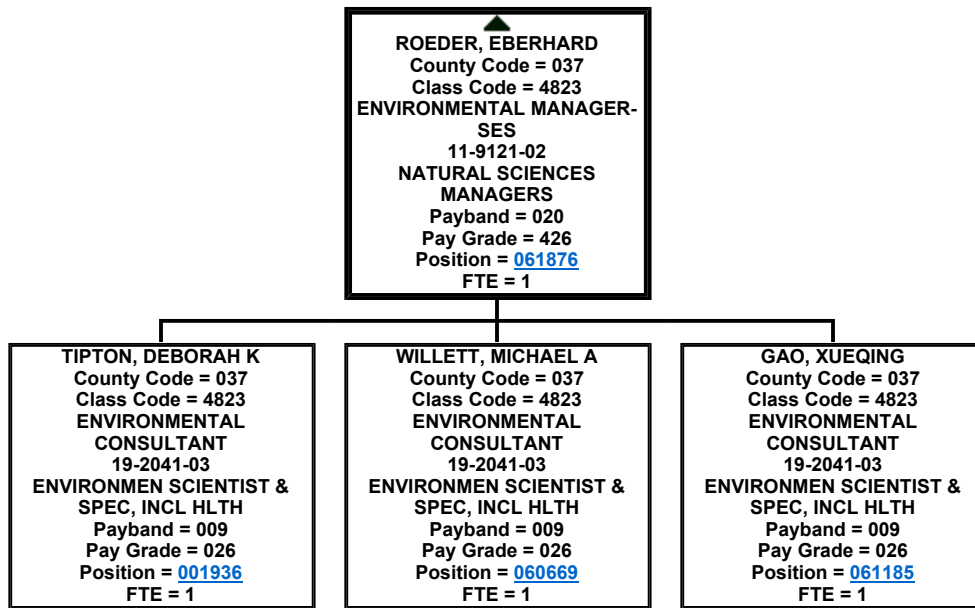 ROEDER, EBERHARD
County Code = 037
Class Code = 4823
ENVIRONMENTAL MANAGER-
SES
11-9121-02
NATURAL SCIENCES
MANAGERS
Payband = 020
Pay Grade = 426
Position = 061876
FTE = 1
TIPTON, DEBORAH K
County Code = 037
Class Code = 4823
ENVIRONMENTAL
CONSULTANT
19-2041-03
ENVIRONMEN SCIENTIST &
SPEC, INCL HLTH
Payband = 009
Pay Grade = 026
Position = 001936
FTE = 1
WILLETT, MICHAEL A
County Code = 037
Class Code = 4823
ENVIRONMENTAL
CONSULTANT
19-2041-03
ENVIRONMEN SCIENTIST &
SPEC, INCL HLTH
Payband = 009
Pay Grade = 026
Position = 060669
FTE = 1
GAO, XUEQING
County Code = 037
Class Code = 4823
ENVIRONMENTAL
CONSULTANT
19-2041-03
ENVIRONMEN SCIENTIST &
SPEC, INCL HLTH
Payband = 009
Pay Grade = 026
Position = 061185
FTE = 1